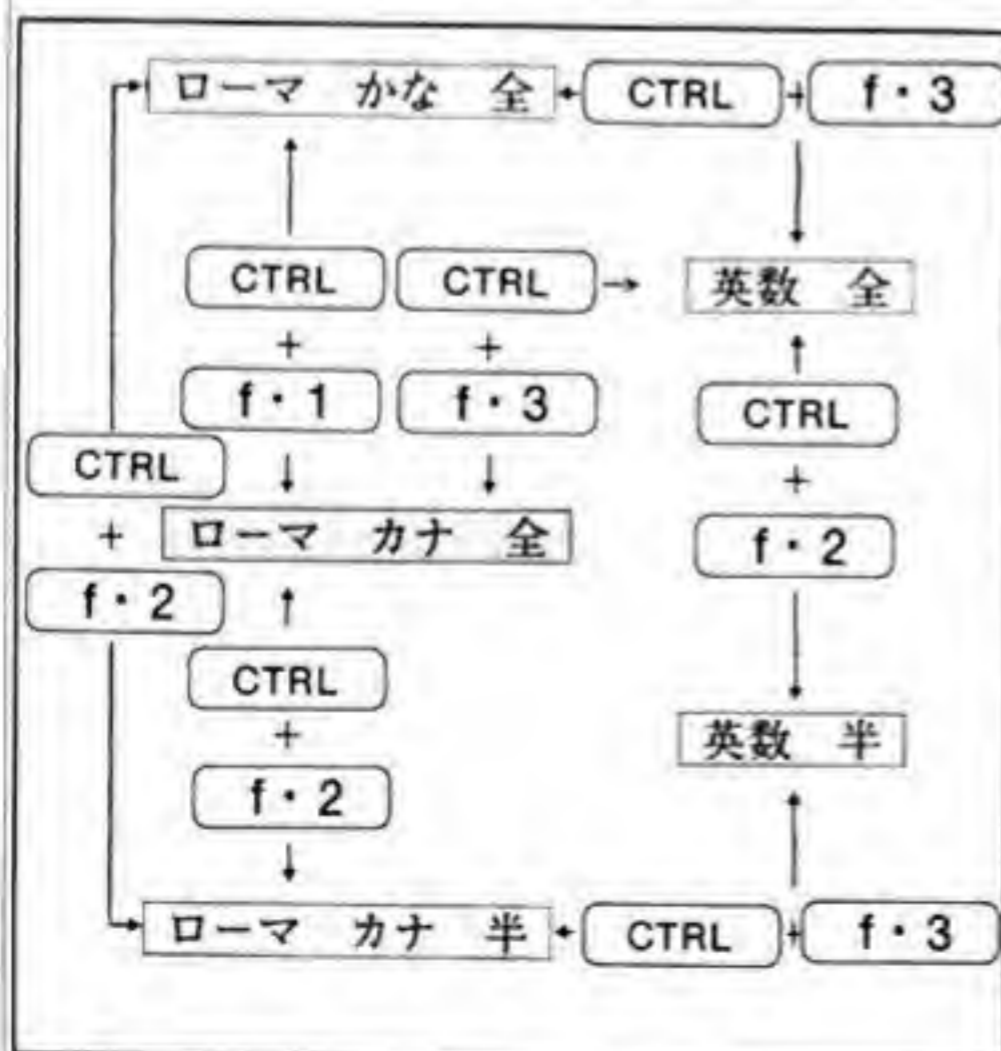 ローマ かな 全 CTRL + f・3
CTRL CTRL 英数 全
+ +
f・1 f・3 CTRL
CTRL +
+ ローマ カナ 全 f・2
f・2
CTRL
+ 英数 半
f・2
ローマ カナ 半 CTRL + f・3